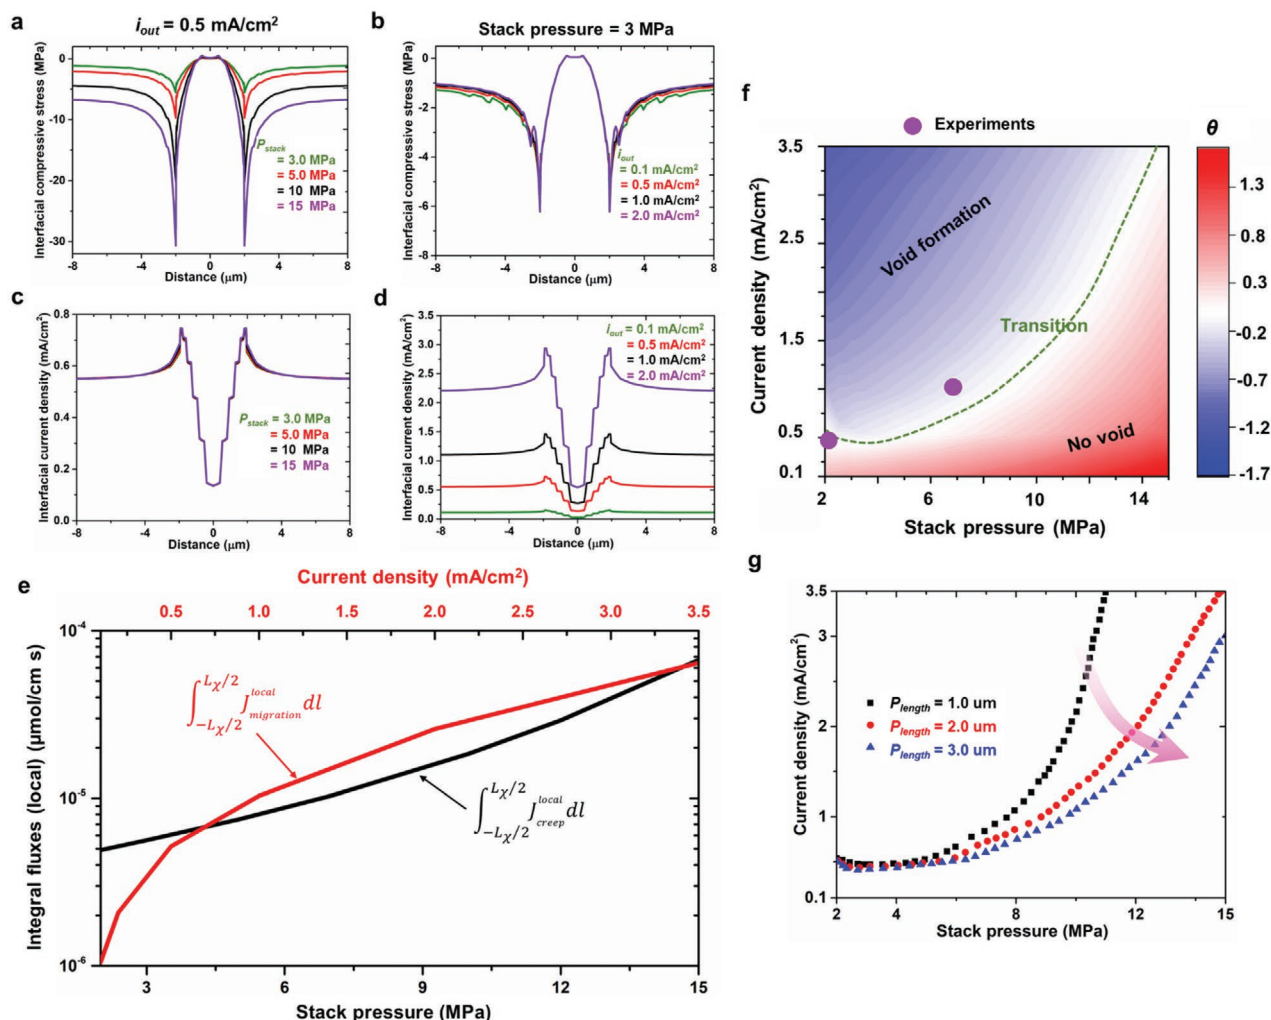 a
i_out = 0.5 mA/cm²
Interfacial compressive stress (MPa)
0
-10
-20
-30
P_stack
= 3.0 MPa
= 5.0 MPa
= 10 MPa
= 15 MPa
-8 -4 0 4 8
Distance (μm)
b
Stack pressure = 3 MPa
Interfacial compressive stress (MPa)
0
-2
-4
-6
-8
i_out
= 0.1 mA/cm²
= 0.5 mA/cm²
= 1.0 mA/cm²
= 2.0 mA/cm²
-8 -4 0 4 8
Distance (μm)
c
Interfacial current density (mA/cm²)
0.8
0.6
0.4
0.2
0.0
P_stack = 3.0 MPa
= 5.0 MPa
= 10 MPa
= 15 MPa
-8 -4 0 4 8
Distance (μm)
d
Interfacial current density (mA/cm²)
3.5
3.0
2.5
2.0
1.5
1.0
0.5
0.0
i_out = 0.1 mA/cm²
= 0.5 mA/cm²
= 1.0 mA/cm²
= 2.0 mA/cm²
-8 -4 0 4 8
Distance (μm)
e
Current density (mA/cm²)
0.5 1.0 1.5 2.0 2.5 3.0 3.5
Integral fluxes (local) (μmol/cm s)
10⁻⁴
10⁻⁵
10⁻⁶
∫_{-Lχ/2}^{Lχ/2} J_{migration}^{local} dl
∫_{-Lχ/2}^{Lχ/2} J_{creep}^{local} dl
3 6 9 12 15
Stack pressure (MPa)
f
Experiments
θ
Current density (mA/cm²)
3.5
2.5
1.5
0.5
0.1
Void formation
Transition
No void
2 6 10 14
Stack pressure (MPa)
1.3
0.8
0.3
-0.2
-0.7
-1.2
-1.7
g
Current density (mA/cm²)
3.5
3
2
1
0.1
P_length = 1.0 um
P_length = 2.0 um
P_length = 3.0 um
2 4 8 12 15
Stack pressure (MPa)